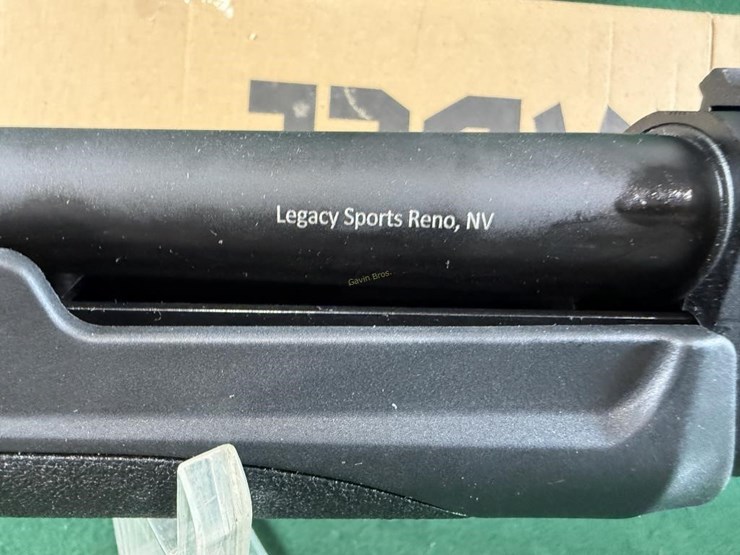 Legacy Sports Reno, NV
Gavin Bros.